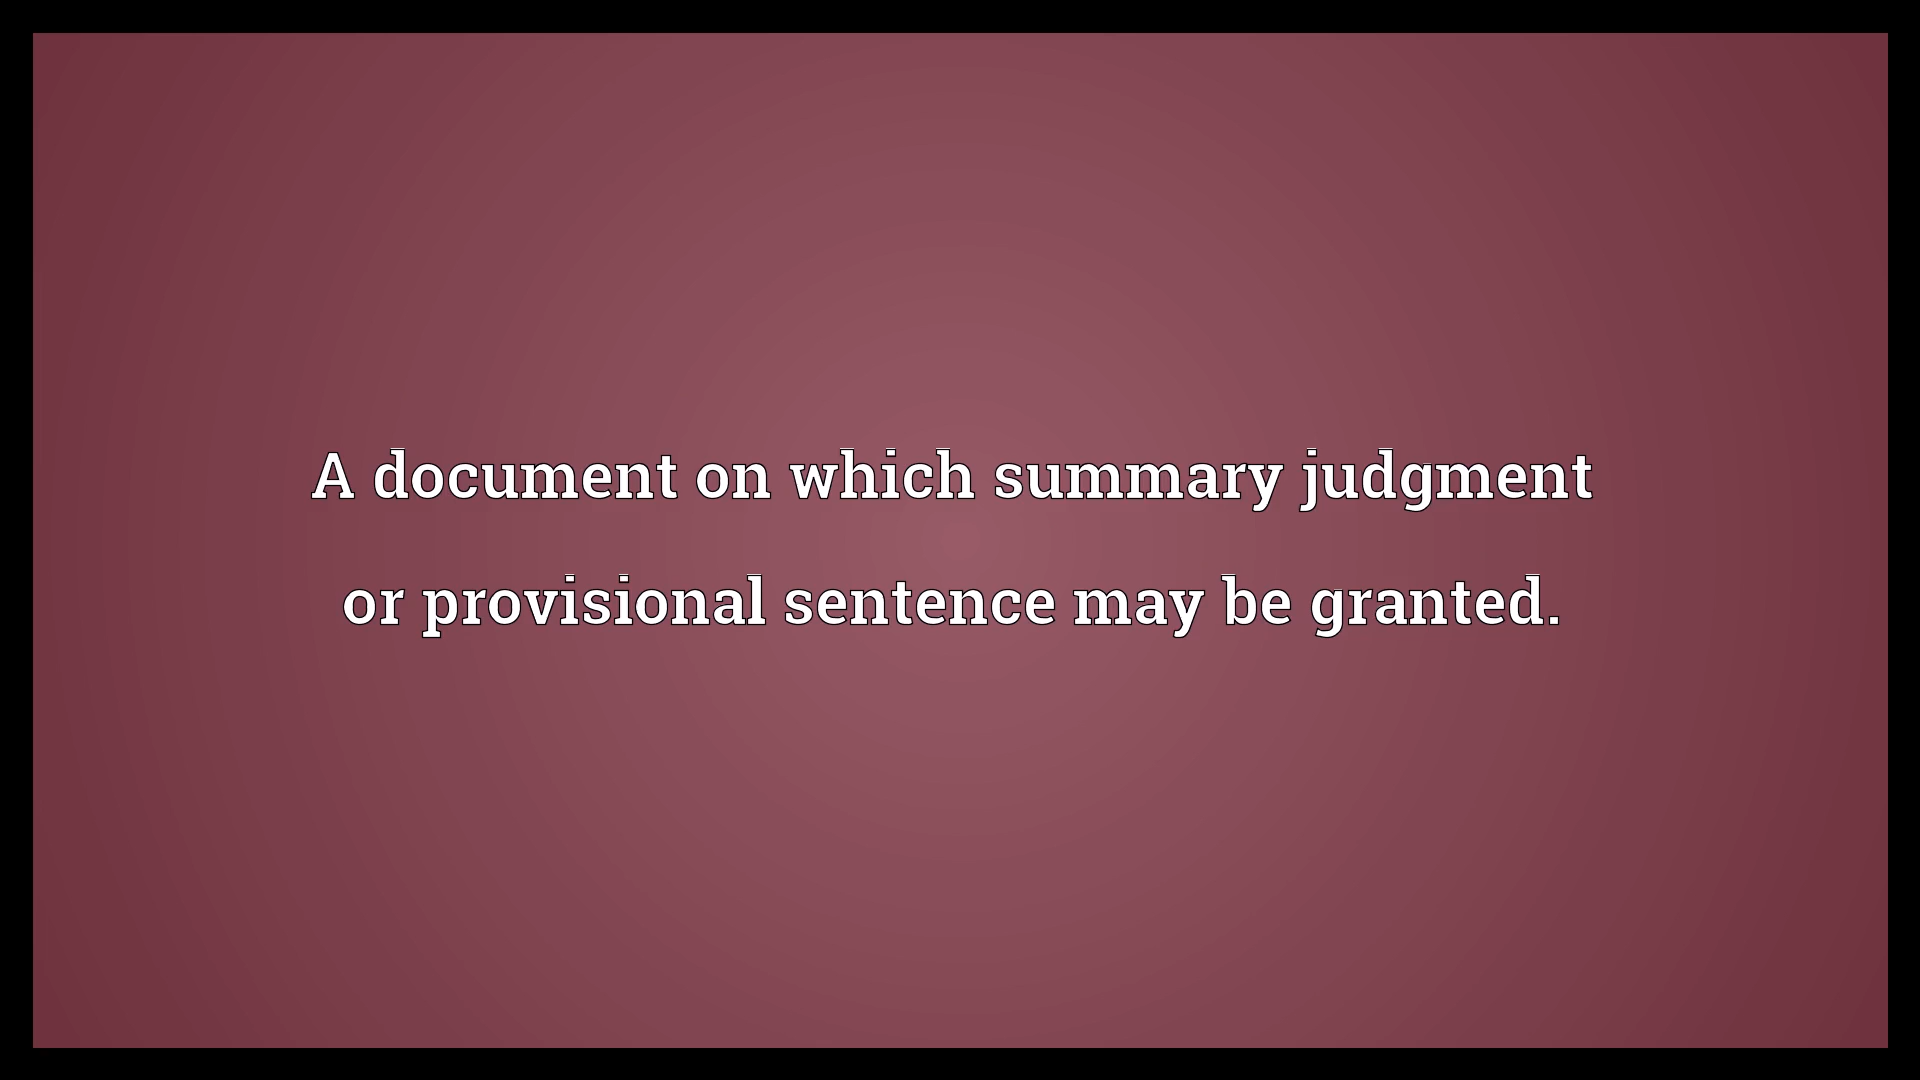 A document on which summary judgment
or provisional sentence may be granted.